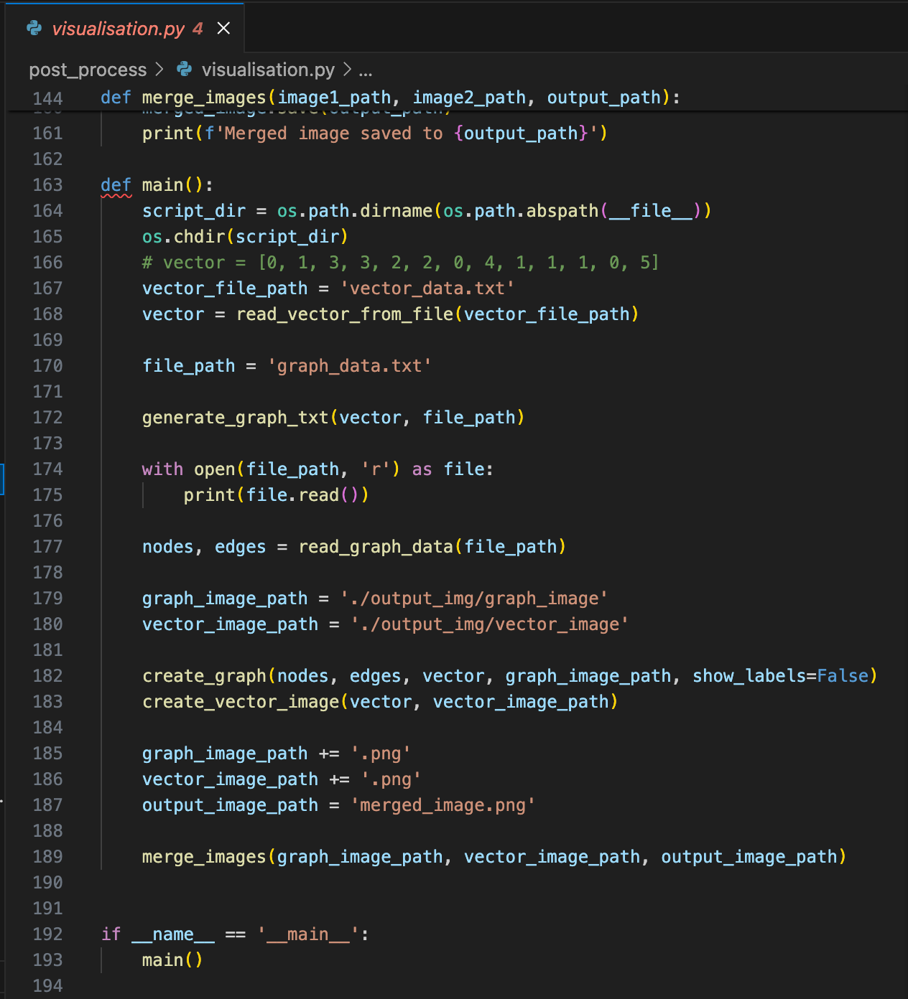 visualisation.py 4
post_process > visualisation.py > ...
144 def merge_images(image1_path, image2_path, output_path):
161 print(f'Merged image saved to {output_path}')
162
163 def main():
164 script_dir = os.path.dirname(os.path.abspath(__file__))
165 os.chdir(script_dir)
166 # vector = [0, 1, 3, 3, 2, 2, 0, 4, 1, 1, 1, 0, 5]
167 vector_file_path = 'vector_data.txt'
168 vector = read_vector_from_file(vector_file_path)
169
170 file_path = 'graph_data.txt'
171
172 generate_graph_txt(vector, file_path)
173
174 with open(file_path, 'r') as file:
175 print(file.read())
176
177 nodes, edges = read_graph_data(file_path)
178
179 graph_image_path = './output_img/graph_image'
180 vector_image_path = './output_img/vector_image'
181
182 create_graph(nodes, edges, vector, graph_image_path, show_labels=False)
183 create_vector_image(vector, vector_image_path)
184
185 graph_image_path += '.png'
186 vector_image_path += '.png'
187 output_image_path = 'merged_image.png'
188
189 merge_images(graph_image_path, vector_image_path, output_image_path)
190
191
192 if __name__ == '__main__':
193 main()
194